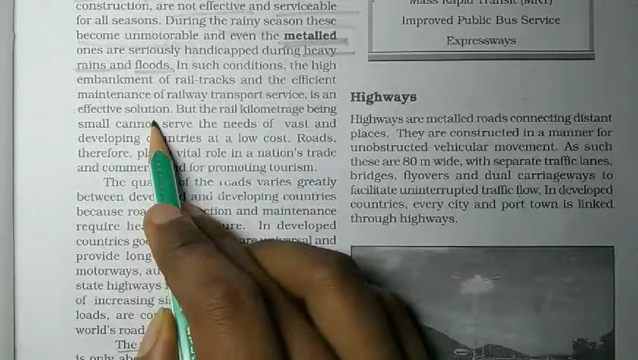 construction, are not effective and serviceable
for all seasons. During the rainy season these
become unmotorable and even the metalled
ones are seriously handicapped during heavy
rains and floods. In such conditions, the high
embankment of rail-tracks and the efficient
maintenance of railway transport service, is an
effective solution. But the rail kilometrage being
small cannot serve the needs of vast and
developing countries at a low cost. Roads,
therefore, play vital role in a nation's trade
and commerce and for promoting tourism.
The quality of the roads varies greatly
between developed and developing countries
because road construction and maintenance
require heavy . In developed
countries good are universal and
provide long
motorways,
state highways
of increasing
loads, are
world's road
The
is only
Mass Rapid Transit (MRT)
Improved Public Bus Service
Expressways
Highways
Highways are metalled roads connecting distant
places. They are constructed in a manner for
unobstructed vehicular movement. As such
these are 80 m wide, with separate traffic lanes,
bridges, flyovers and dual carriageways to
facilitate uninterrupted traffic flow. In developed
countries, every city and port town is linked
through highways.